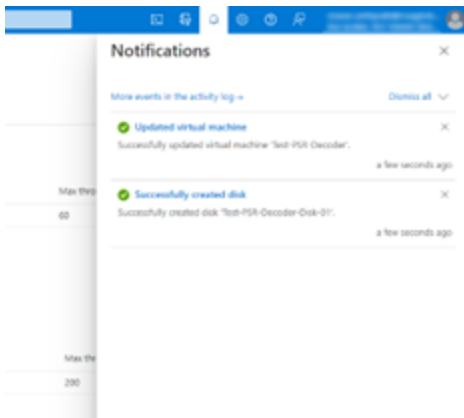 Notifications
More events in the activity log →
Dismiss all
Updated virtual machine
Successfully updated virtual machine 'Test-PSR-Decoder'.
a few seconds ago
Max thro
60
Successfully created disk
Successfully created disk 'Test-PSR-Decoder-Disk-01'.
a few seconds ago
Max thr
200